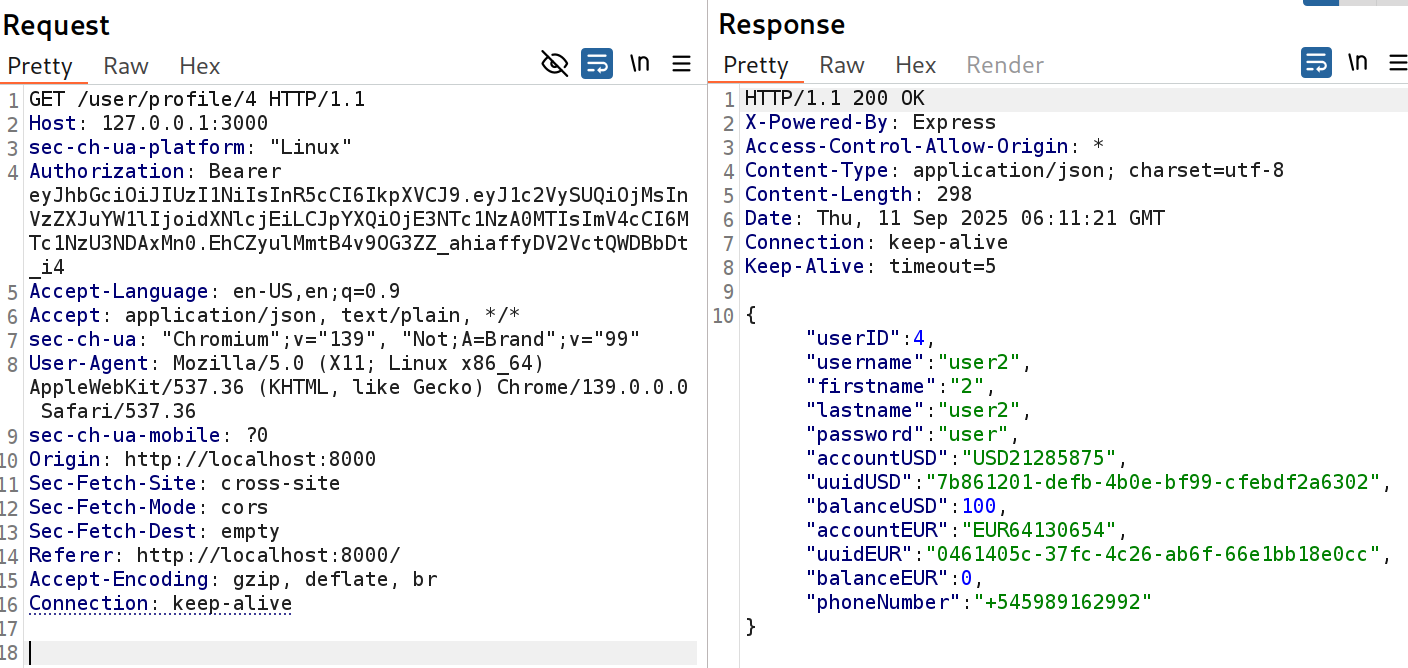 Request
Pretty Raw Hex \n
1 GET /user/profile/4 HTTP/1.1
2 Host: 127.0.0.1:3000
3 sec-ch-ua-platform: "Linux"
4 Authorization: Bearer
eyJhbGciOiJIUzI1NiIsInR5cCI6IkpXVCJ9.eyJ1c2VySUQiOjMsIn
VzZXJuYW1lIjoidXNlcjEiLCJpYXQiOjE3NTc1NzA0MTIsImV4cCI6M
Tc1NzU3NDAxMn0.EhCZyulMmtB4v9OG3ZZ_ahiaffyDV2VctQWDBbDt
_i4
5 Accept-Language: en-US,en;q=0.9
6 Accept: application/json, text/plain, */*
7 sec-ch-ua: "Chromium";v="139", "Not;A=Brand";v="99"
8 User-Agent: Mozilla/5.0 (X11; Linux x86_64)
AppleWebKit/537.36 (KHTML, like Gecko) Chrome/139.0.0.0
Safari/537.36
9 sec-ch-ua-mobile: ?0
10 Origin: http://localhost:8000
11 Sec-Fetch-Site: cross-site
12 Sec-Fetch-Mode: cors
13 Sec-Fetch-Dest: empty
14 Referer: http://localhost:8000/
15 Accept-Encoding: gzip, deflate, br
16 Connection: keep-alive
17
18
Response
Pretty Raw Hex Render \n
1 HTTP/1.1 200 OK
2 X-Powered-By: Express
3 Access-Control-Allow-Origin: *
4 Content-Type: application/json; charset=utf-8
5 Content-Length: 298
6 Date: Thu, 11 Sep 2025 06:11:21 GMT
7 Connection: keep-alive
8 Keep-Alive: timeout=5
9
10 {
"userID":4,
"username":"user2",
"firstname":"2",
"lastname":"user2",
"password":"user",
"accountUSD":"USD21285875",
"uuidUSD":"7b861201-defb-4b0e-bf99-cfebdf2a6302",
"balanceUSD":100,
"accountEUR":"EUR64130654",
"uuidEUR":"0461405c-37fc-4c26-ab6f-66e1bb18e0cc",
"balanceEUR":0,
"phoneNumber":"+545989162992"
}